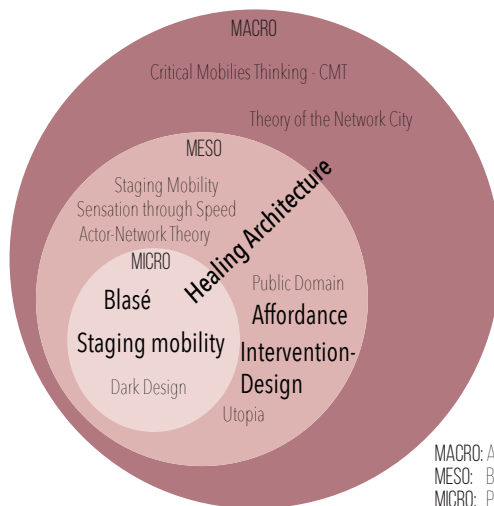 MACRO
Critical Mobilies Thinking - CMT
Theory of the Network City
MESO
Staging Mobility
Sensation through Speed
Actor-Network Theory
Healing Architecture
MICRO
Blasé
Staging mobility
Dark Design
Public Domain
Affordance
Intervention-
Design
Utopia
MACRO: A
MESO: B
MICRO: P